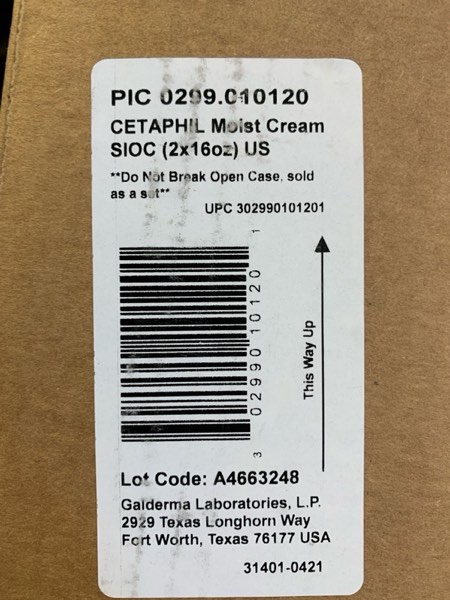 PIC 0299.010120
CETAPHIL Moist Cream
SIOC (2x16oz) US
**Do Not Break Open Case, sold
as a set**
UPC 302990101201
3 02990 10120 1
This Way Up
Lot Code: A4663248
Galderma Laboratories, L.P.
2929 Texas Longhorn Way
Fort Worth, Texas 76177 USA
31401-0421